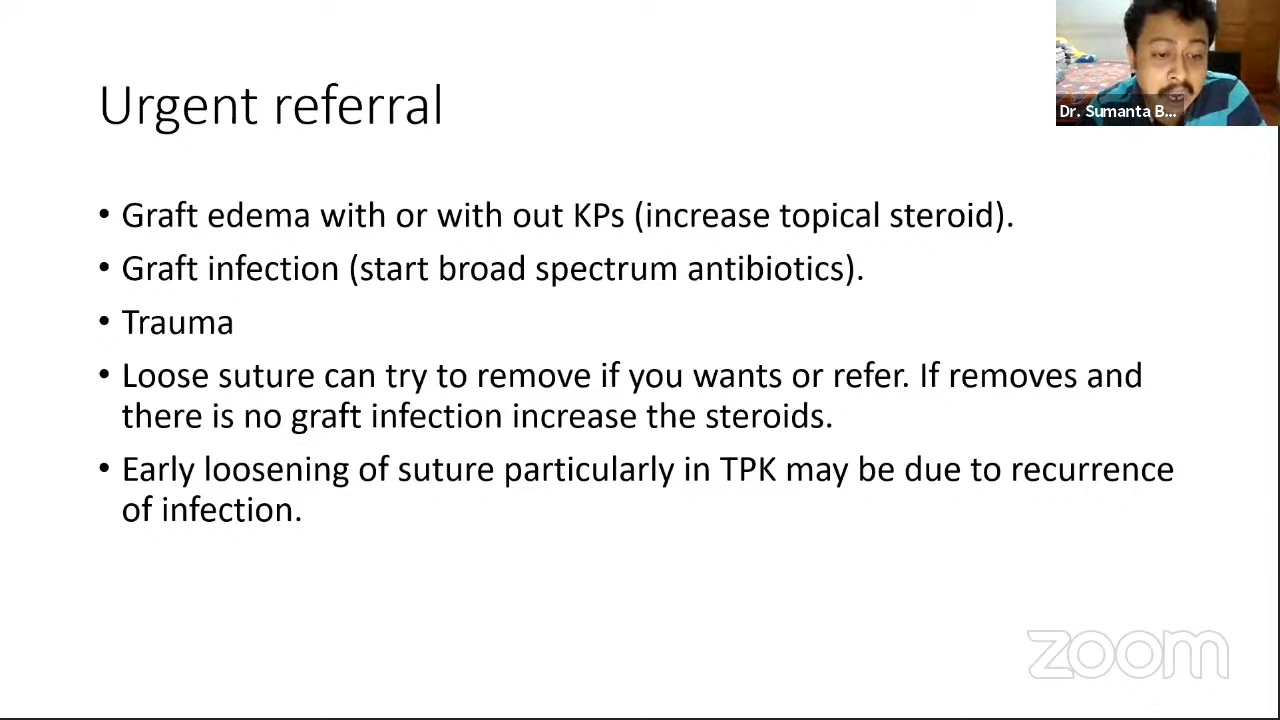 Urgent referral
Dr. Sumanta B...
• Graft edema with or with out KPs (increase topical steroid).
• Graft infection (start broad spectrum antibiotics).
• Trauma
• Loose suture can try to remove if you wants or refer. If removes and
there is no graft infection increase the steroids.
• Early loosening of suture particularly in TPK may be due to recurrence
of infection.
zoom